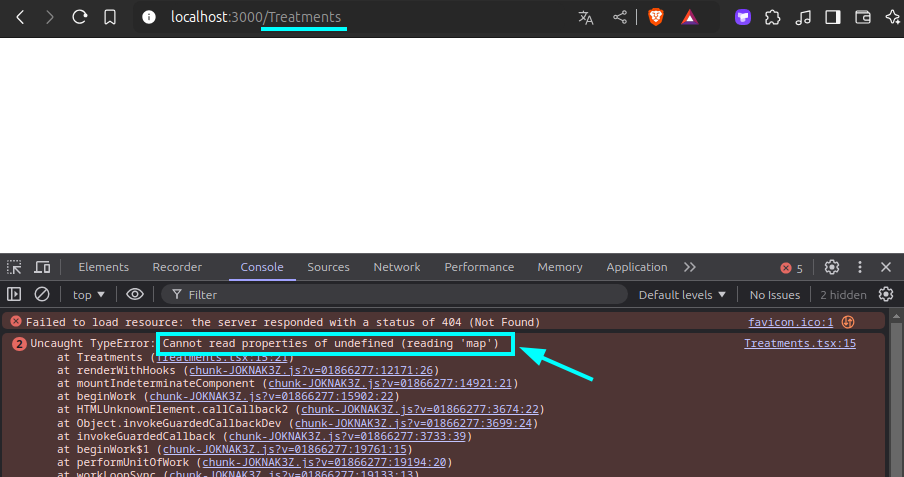 localhost:3000/Treatments
Elements Recorder Console Sources Network Performance Memory Application 5
top Filter Default levels No Issues 2 hidden
Failed to load resource: the server responded with a status of 404 (Not Found) favicon.ico:1
2 Uncaught TypeError: Cannot read properties of undefined (reading 'map') Treatments.tsx:15
at Treatments (Treatments.tsx:15:21)
at renderWithHooks (chunk-JOKNAK3Z.js?v=01866277:12171:26)
at mountIndeterminateComponent (chunk-JOKNAK3Z.js?v=01866277:14921:21)
at beginWork (chunk-JOKNAK3Z.js?v=01866277:15902:22)
at HTMLUnknownElement.callCallback2 (chunk-JOKNAK3Z.js?v=01866277:3674:22)
at Object.invokeGuardedCallbackDev (chunk-JOKNAK3Z.js?v=01866277:3699:24)
at invokeGuardedCallback (chunk-JOKNAK3Z.js?v=01866277:3733:39)
at beginWork$1 (chunk-JOKNAK3Z.js?v=01866277:19761:15)
at performUnitOfWork (chunk-JOKNAK3Z.js?v=01866277:19194:20)
at workLoopSync (chunk-JOKNAK3Z.js?v=01866277:19133:13)